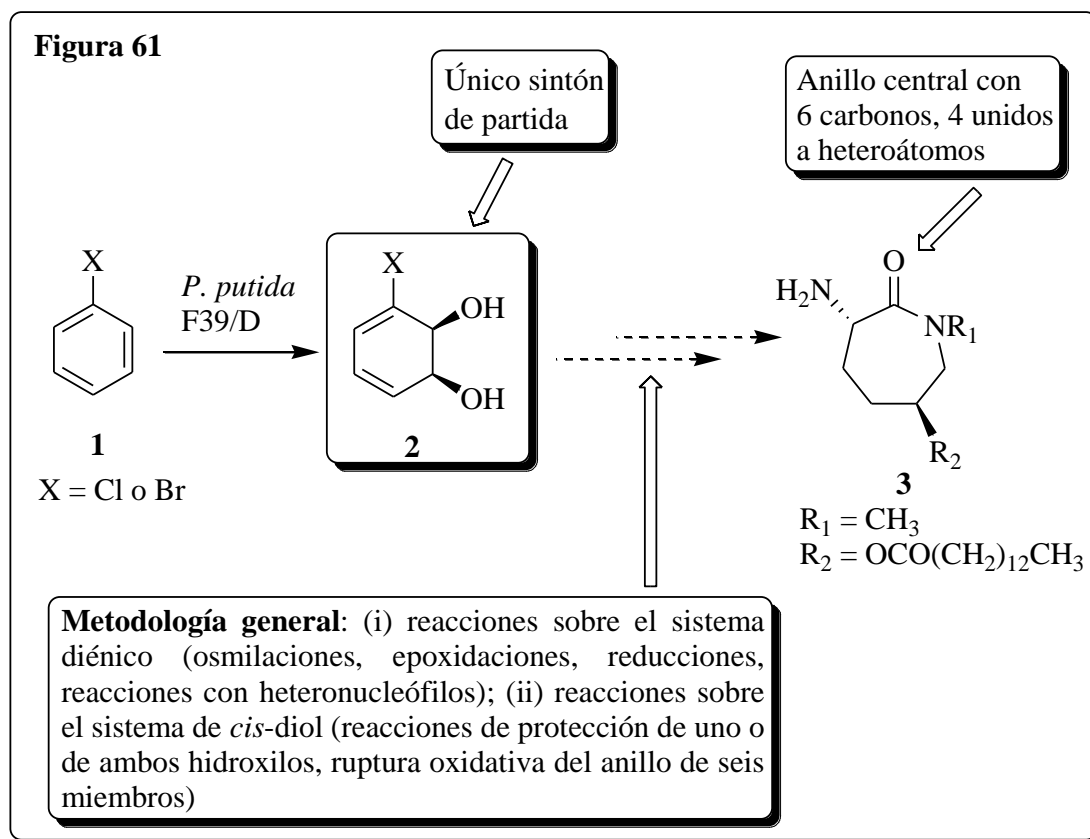 Figura 61
Único sintón
de partida
Anillo central con
6 carbonos, 4 unidos
a heteroátomos
X
P. putida
F39/D
X
OH
OH
O
H2N
NR1
R2
1
2
3
X = Cl o Br
R1 = CH3
R2 = OCO(CH2)12CH3
Metodología general: (i) reacciones sobre el sistema
diénico (osmilaciones, epoxidaciones, reducciones,
reacciones con heteronucleófilos); (ii) reacciones sobre
el sistema de cis-diol (reacciones de protección de uno o
de ambos hidroxilos, ruptura oxidativa del anillo de seis
miembros)